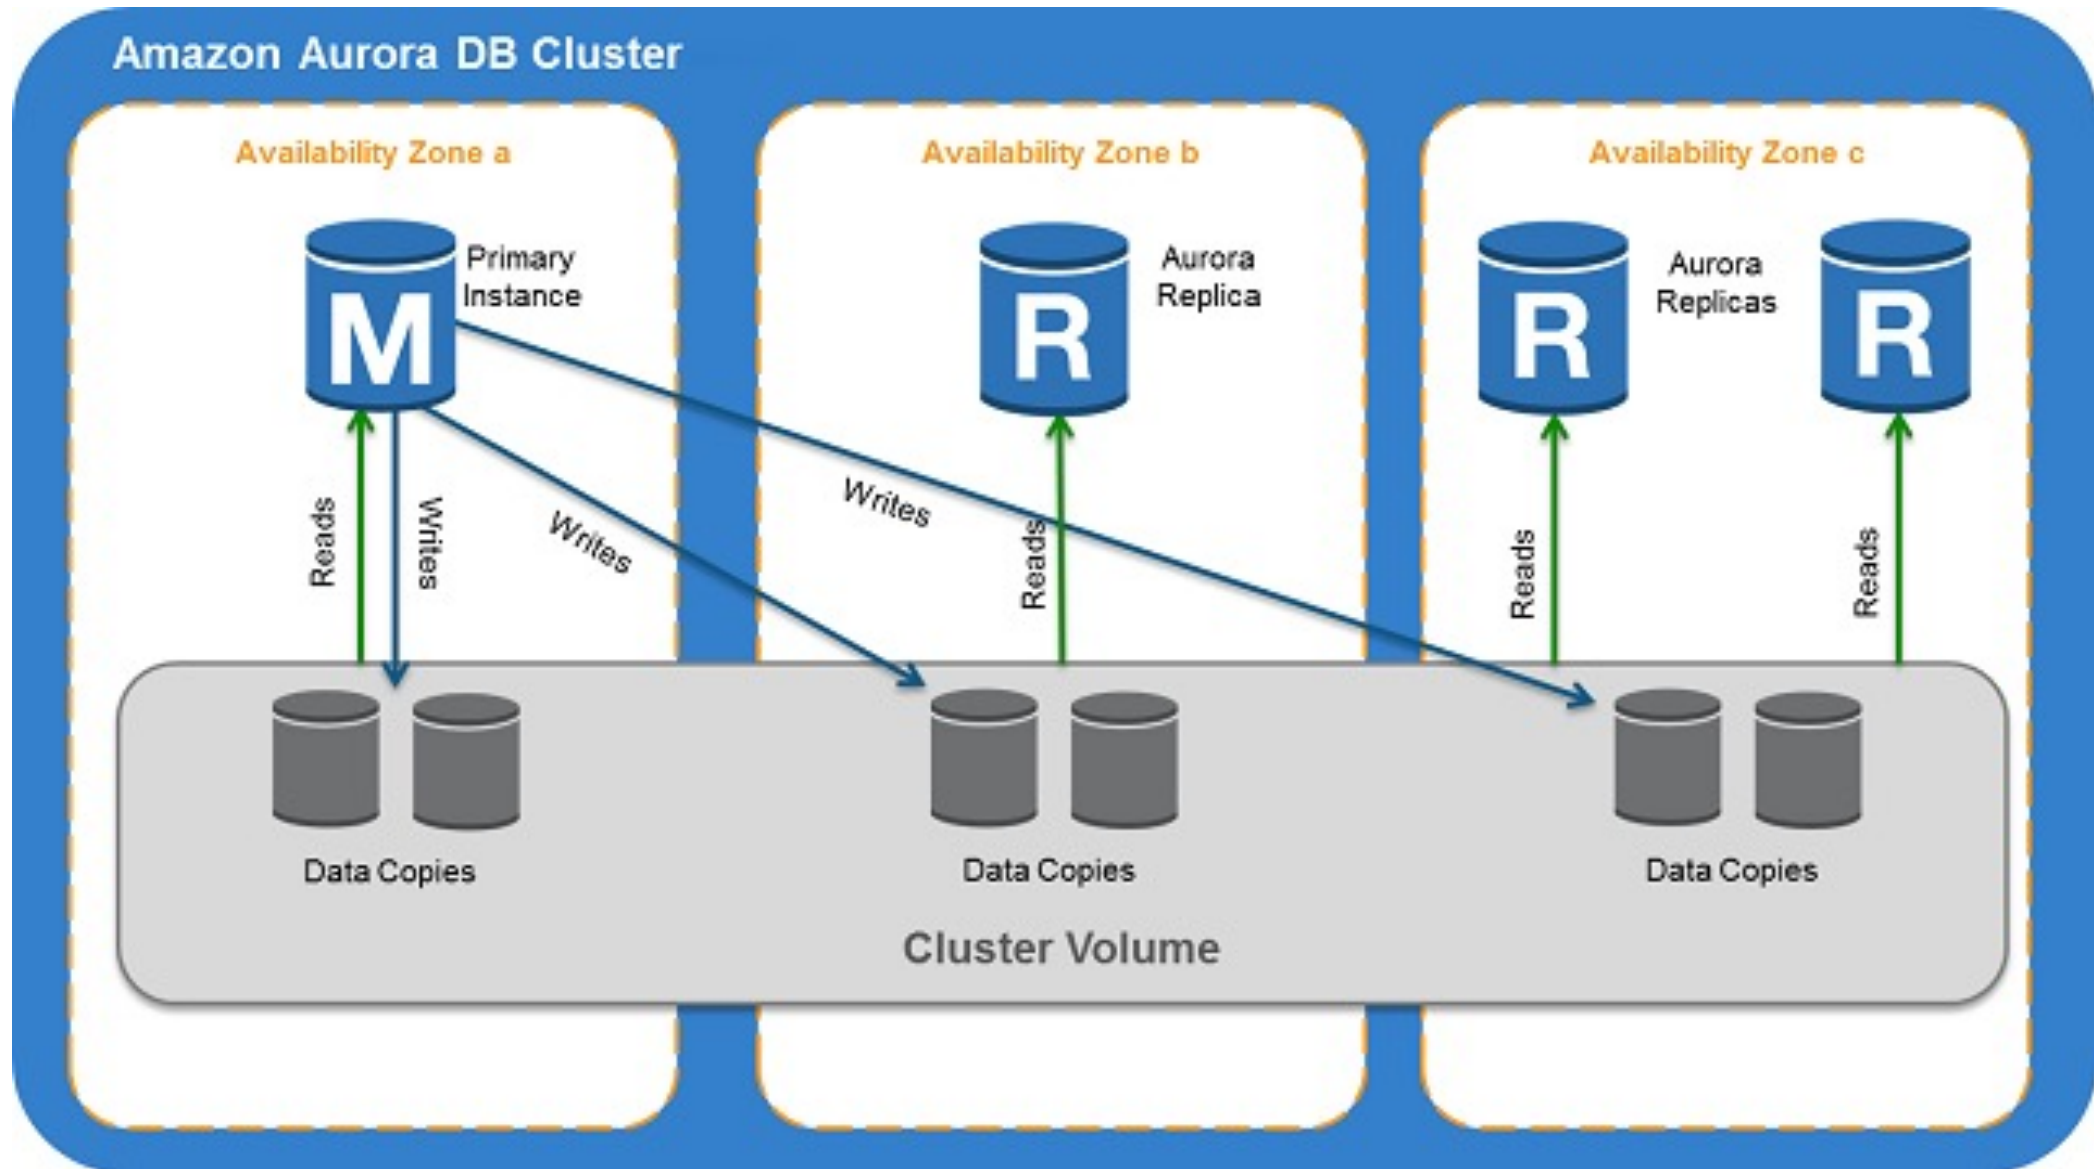 Amazon Aurora DB Cluster
Availability Zone a
Availability Zone b
Availability Zone c
M
Primary
Instance
R
Aurora
Replica
R
Aurora
Replicas
R
Reads
Writes
Writes
Writes
Reads
Reads
Reads
Data Copies
Data Copies
Data Copies
Cluster Volume